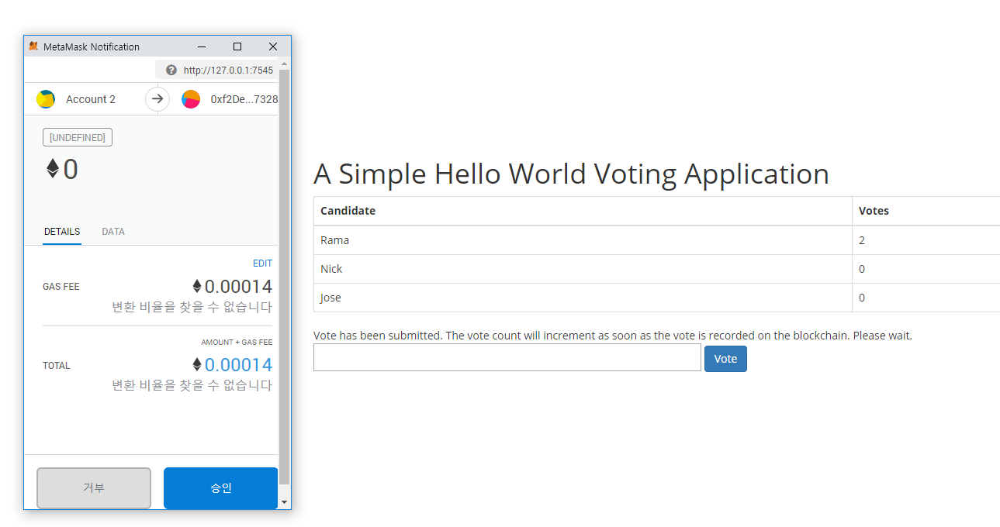 MetaMask Notification
http://127.0.0.1:7545
Account 2
0xf2De...7328
[UNDEFINED]
0
DETAILS DATA
EDIT
GAS FEE 0.00014
변환 비율을 찾을 수 없습니다
AMOUNT + GAS FEE
TOTAL 0.00014
변환 비율을 찾을 수 없습니다
거부 승인
A Simple Hello World Voting Application
Candidate Votes
Rama 2
Nick 0
Jose 0
Vote has been submitted. The vote count will increment as soon as the vote is recorded on the blockchain. Please wait.
Vote